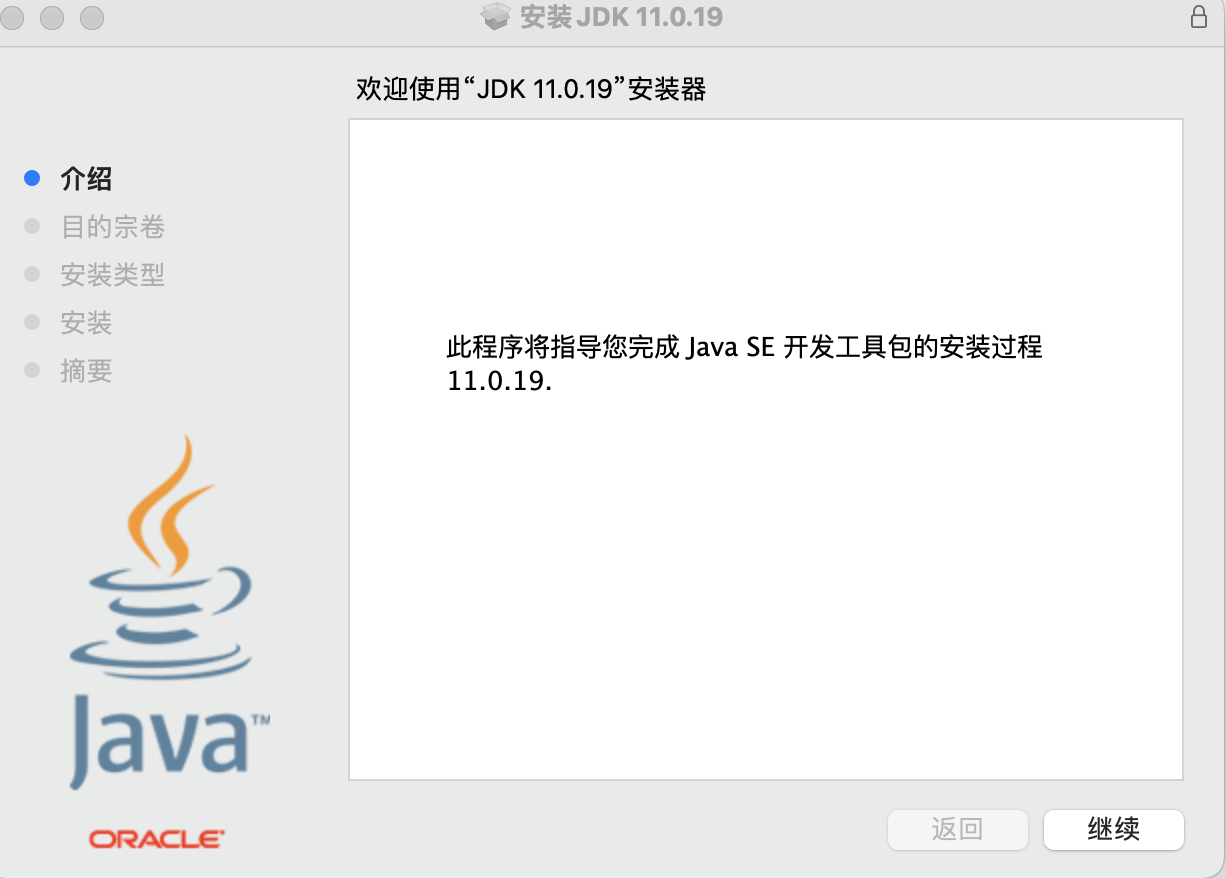 安装 JDK 11.0.19
欢迎使用“JDK 11.0.19”安装器
介绍
目的宗卷
安装类型
安装
摘要
此程序将指导您完成 Java SE 开发工具包的安装过程
11.0.19.
Java™
ORACLE
返回
继续